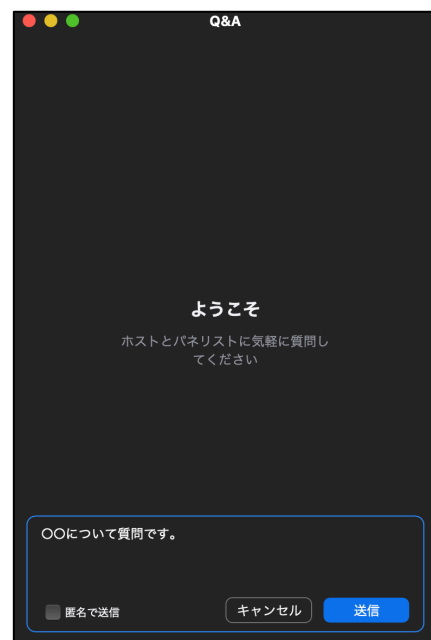 Q&A
ようこそ
ホストとパネリストに気軽に質問し
てください
〇〇について質問です。
匿名で送信
キャンセル
送信